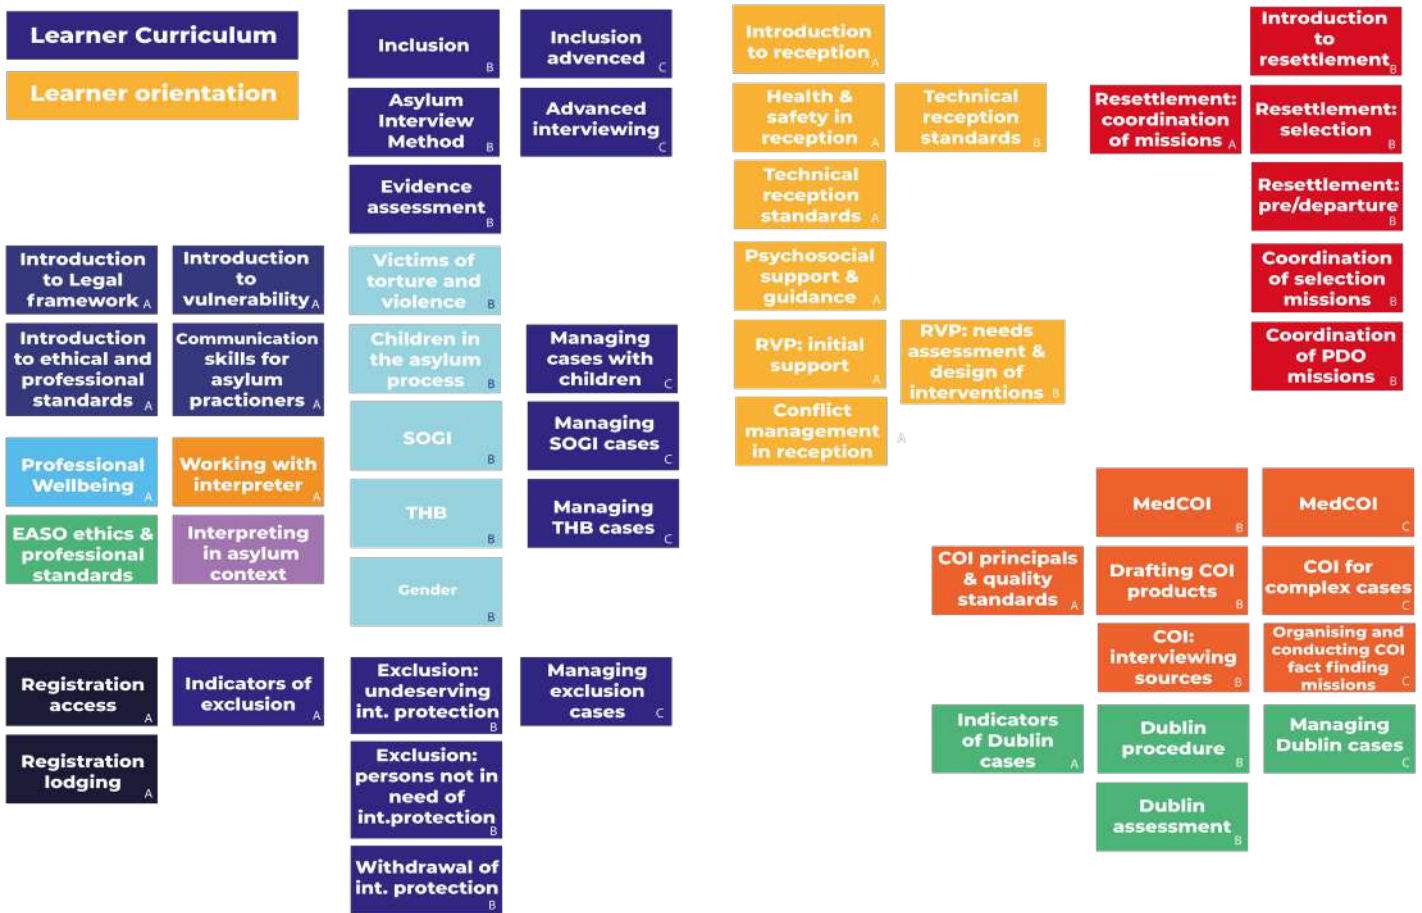 Learner Curriculum
Learner orientation
Inclusion
B
Inclusion
advenced
C
Asylum
Interview
Method
B
Advanced
interviewing
C
Evidence
assessment
B
Introduction
to Legal
framework
A
Introduction
to
vulnerability
A
Victims of
torture and
violence
B
Introduction
to ethical and
professional
standards
A
Communication
skills for
asylum
practioners
A
Children in
the asylum
process
B
Managing
cases with
children
C
SOGI
B
Managing
SOGI cases
C
Professional
Wellbeing
A
Working with
interpreter
A
THB
B
Managing
THB cases
C
EASO ethics &
professional
standards
Interpreting
in asylum
context
Gender
B
Registration
access
A
Indicators of
exclusion
A
Exclusion:
undeserving
int. protection
B
Managing
exclusion
cases
C
Registration
lodging
A
Exclusion:
persons not in
need of
int.protection
B
Withdrawal of
int. protection
B
Introduction
to reception
A
Health &
safety in
reception
A
Technical
reception
standards
B
Technical
reception
standards
A
Psychosocial
support &
guidance
A
RVP: initial
support
A
RVP: needs
assessment &
design of
interventions
B
Conflict
management
in reception
A
Introduction
to
resettlement
B
Resettlement:
coordination
of missions
A
Resettlement:
selection
B
Resettlement:
pre/departure
B
Coordination
of selection
missions
B
Coordination
of PDO
missions
B
MedCOI
B
MedCOI
C
COI principals
& quality
standards
A
Drafting COI
products
B
COI for
complex cases
C
COI:
interviewing
sources
B
Organising and
conducting COI
fact finding
missions
C
Indicators
of Dublin
cases
A
Dublin
procedure
B
Managing
Dublin cases
C
Dublin
assessment
B